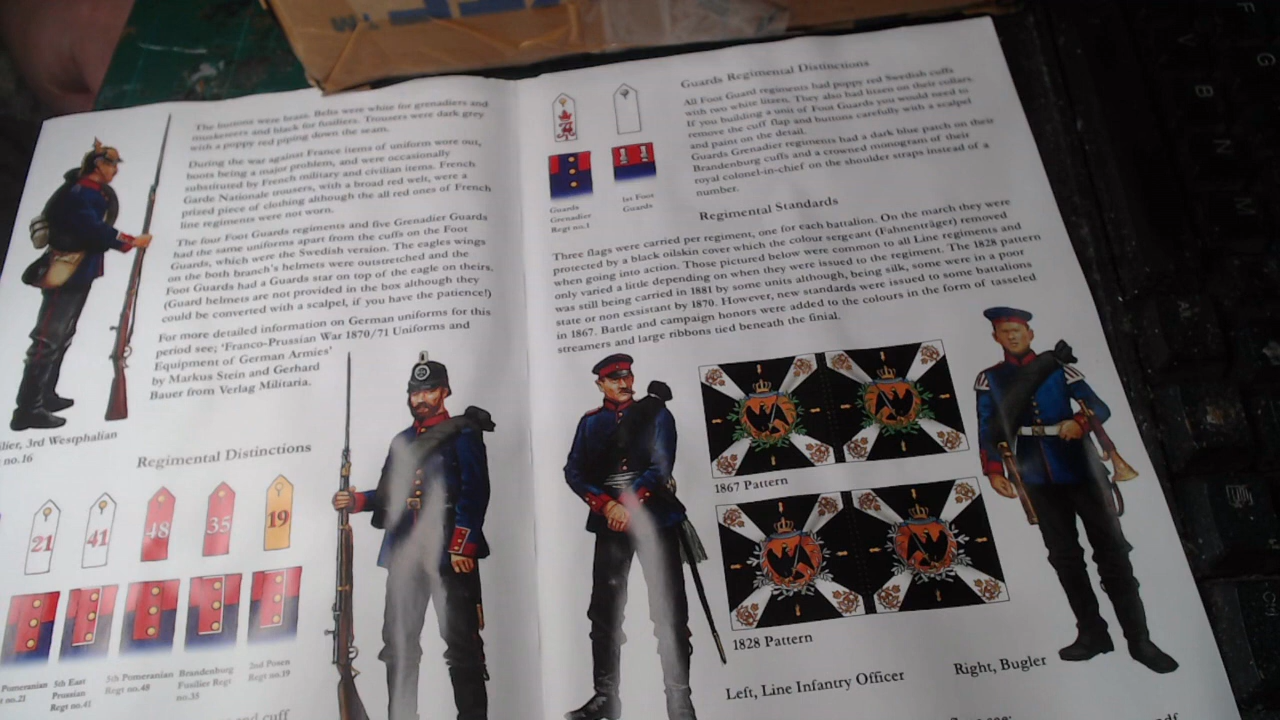 TM
The buttons were brass. Belts were white for grenadiers and
musketeers and black for fusiliers. Trousers were dark grey
with a poppy red piping down the seam.
During the war against France items of uniform wore out,
boots being a major problem, and were occasionally
substituted by French military and civilian items. French
Garde Nationale trousers, with a broad red welt, were a
prized piece of clothing although the all red ones of French
line regiments were not worn.
The four Foot Guards regiments and five Grenadier Guards
had the same uniforms apart from the cuffs on the Foot
Guards, which were the Swedish version. The eagles wings
on the both branch's helmets were outstretched and the
Foot Guards had a Guards star on top of the eagle on theirs.
(Guard helmets are not provided in the box although they
could be converted with a scalpel, if you have the patience!)
For more detailed information on German uniforms for this
period see; 'Franco-Prussian War 1870/71 Uniforms and
Equipment of German Armies'
by Markus Stein and Gerhard
Bauer from Verlag Militaria.
ilier, 3rd Westphalian
no.16
Regimental Distinctions
21
41
48
35
19
Pomeranian
no.21
5th East
Prussian
Regt no.41
5th Pomeranian
Regt no.48
Brandenburg
Fusilier Regt
no.35
2nd Posen
Regt no.19
and cuff
Guards Regimental Distinctions
All Foot Guard regiments had poppy red Swedish cuffs
with two white litzen. They also had litzen on their collars.
If you building a unit of Foot Guards you would need to
remove the cuff flap and buttons carefully with a scalpel
and paint on the detail.
Guards Grenadier regiments had a dark blue patch on their
Brandenburg cuffs and a crowned monogram of their
royal colonel-in-chief on the shoulder straps instead of a
number.
Guards
Grenadier
Regt no.1
1st Foot
Guards
Regimental Standards
Three flags were carried per regiment, one for each battalion. On the march they were
protected by a black oilskin cover which the colour sergeant (Fahnenträger) removed
when going into action. Those pictured below were common to all Line regiments and
only varied a little depending on when they were issued to the regiment. The 1828 pattern
was still being carried in 1881 by some units although, being silk, some were in a poor
state or non exsistant by 1870. However, new standards were issued to some battalions
in 1867. Battle and campaign honors were added to the colours in the form of tasseled
streamers and large ribbons tied beneath the finial.
1867 Pattern
1828 Pattern
Left, Line Infantry Officer
Right, Bugler
F
G
V
B
N
M
Ctrl